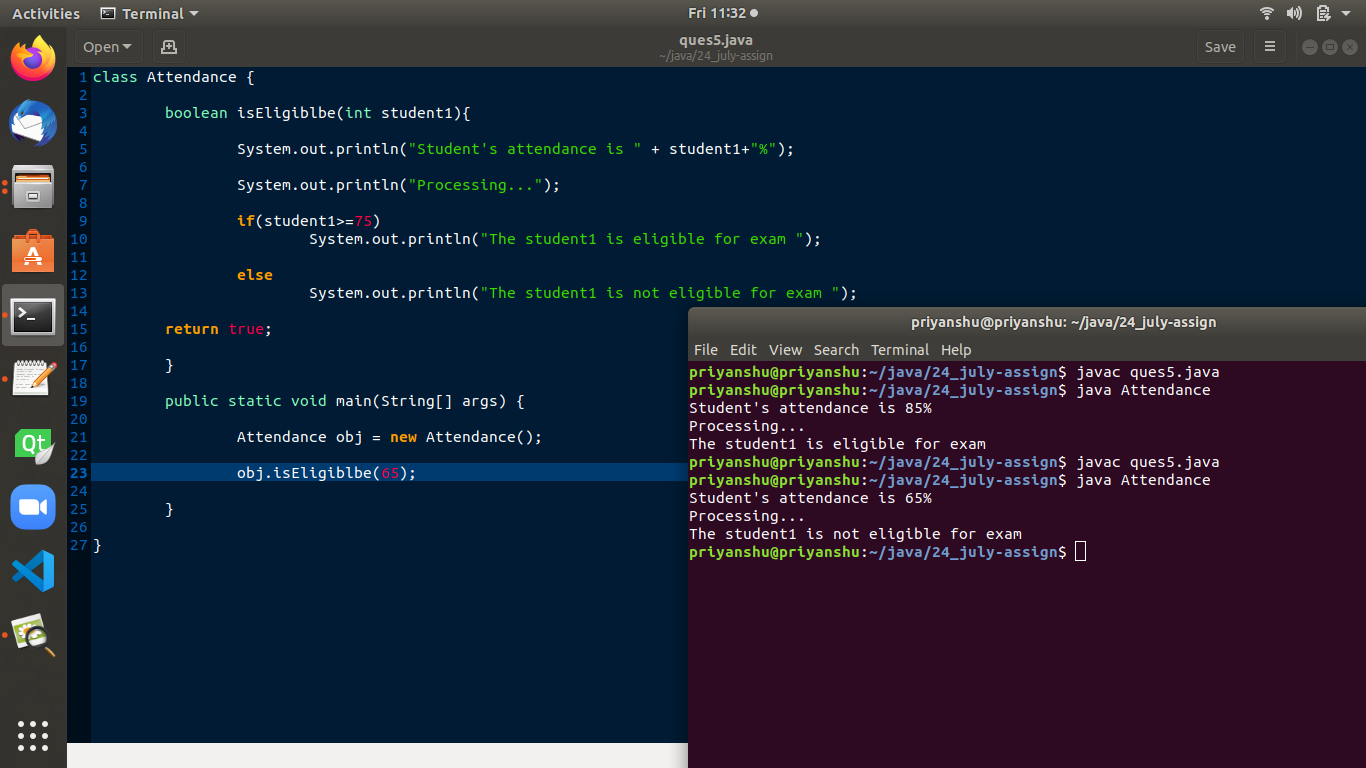 Activities Terminal Fri 11:32
Open ques5.java Save
~/java/24_july-assign
1 class Attendance {
2
3 boolean isEligiblbe(int student1){
4
5 System.out.println("Student's attendance is " + student1+"%");
6
7 System.out.println("Processing...");
8
9 if(student1>=75)
10 System.out.println("The student1 is eligible for exam ");
11
12 else
13 System.out.println("The student1 is not eligible for exam ");
14
15 return true;
16
17 }
18
19 public static void main(String[] args) {
20
21 Attendance obj = new Attendance();
22
23 obj.isEligiblbe(65);
24
25 }
26
27 }
priyanshu@priyanshu: ~/java/24_july-assign
File Edit View Search Terminal Help
priyanshu@priyanshu:~/java/24_july-assign$ javac ques5.java
priyanshu@priyanshu:~/java/24_july-assign$ java Attendance
Student's attendance is 85%
Processing...
The student1 is eligible for exam
priyanshu@priyanshu:~/java/24_july-assign$ javac ques5.java
priyanshu@priyanshu:~/java/24_july-assign$ java Attendance
Student's attendance is 65%
Processing...
The student1 is not eligible for exam
priyanshu@priyanshu:~/java/24_july-assign$
Qt